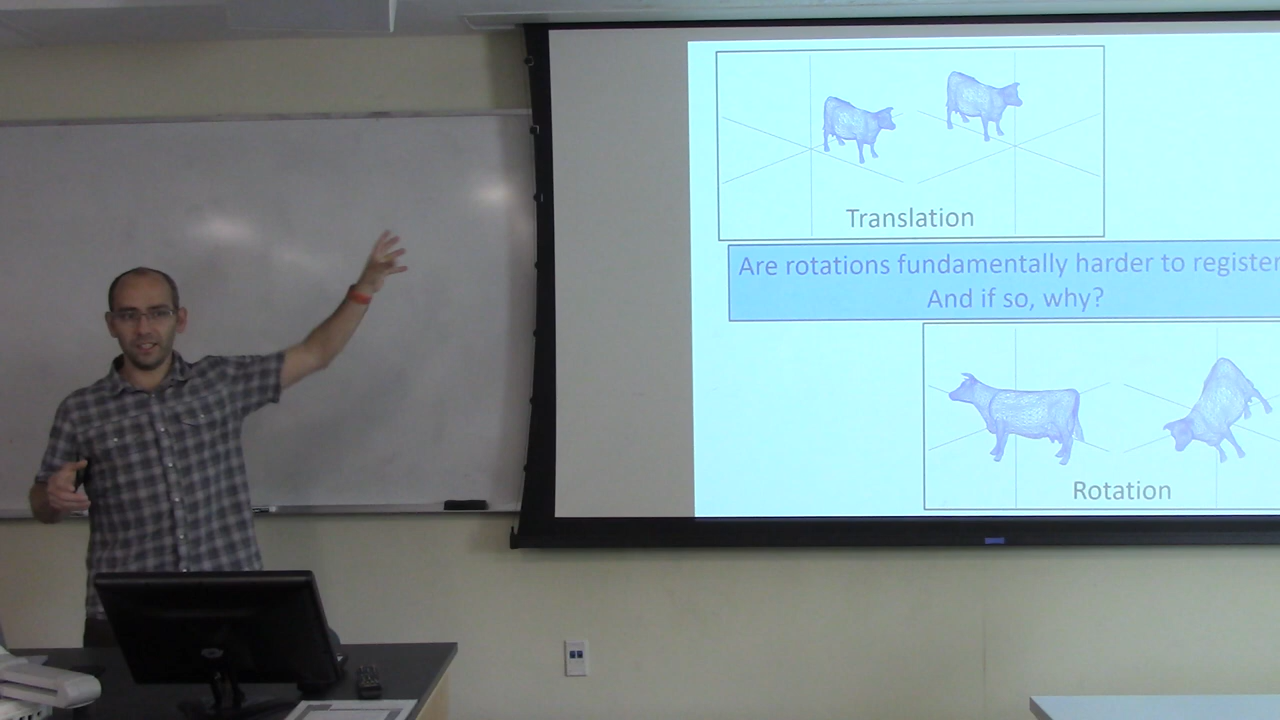 Translation
Are rotations fundamentally harder to register
And if so, why?
Rotation